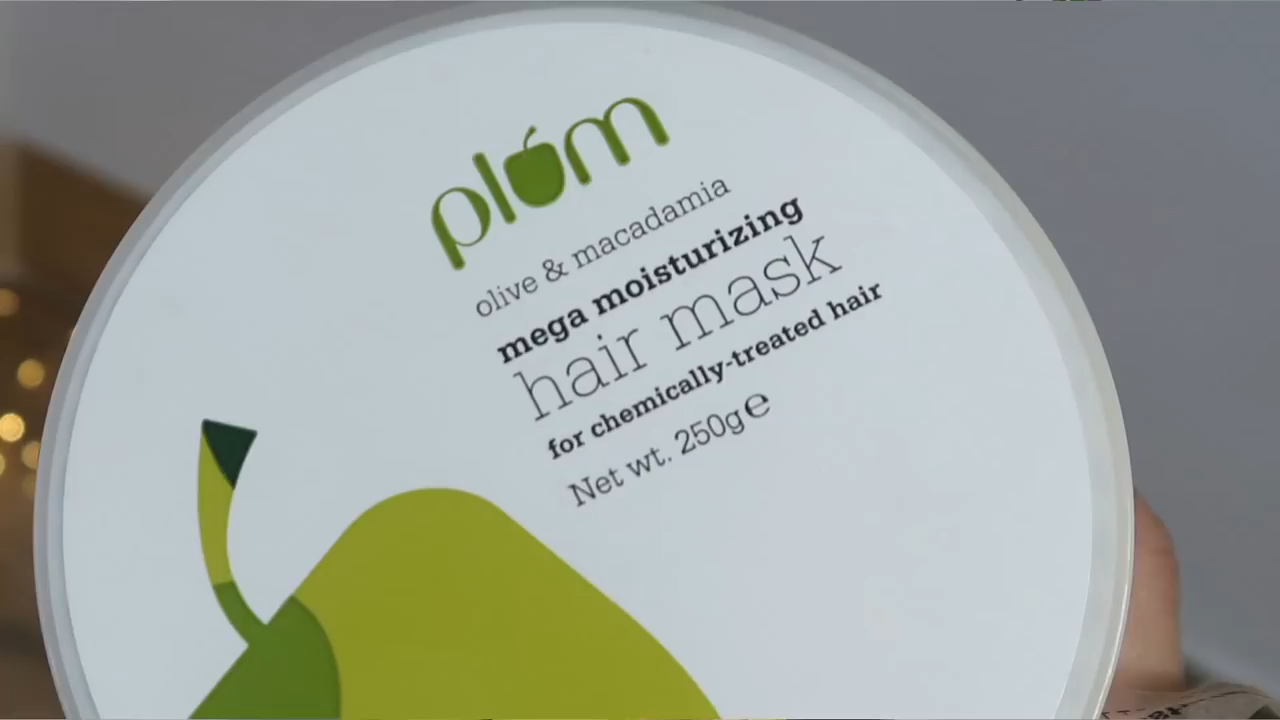 plum
olive & macadamia
mega moisturizing
hair mask
for chemically-treated hair
Net wt. 250g ℮